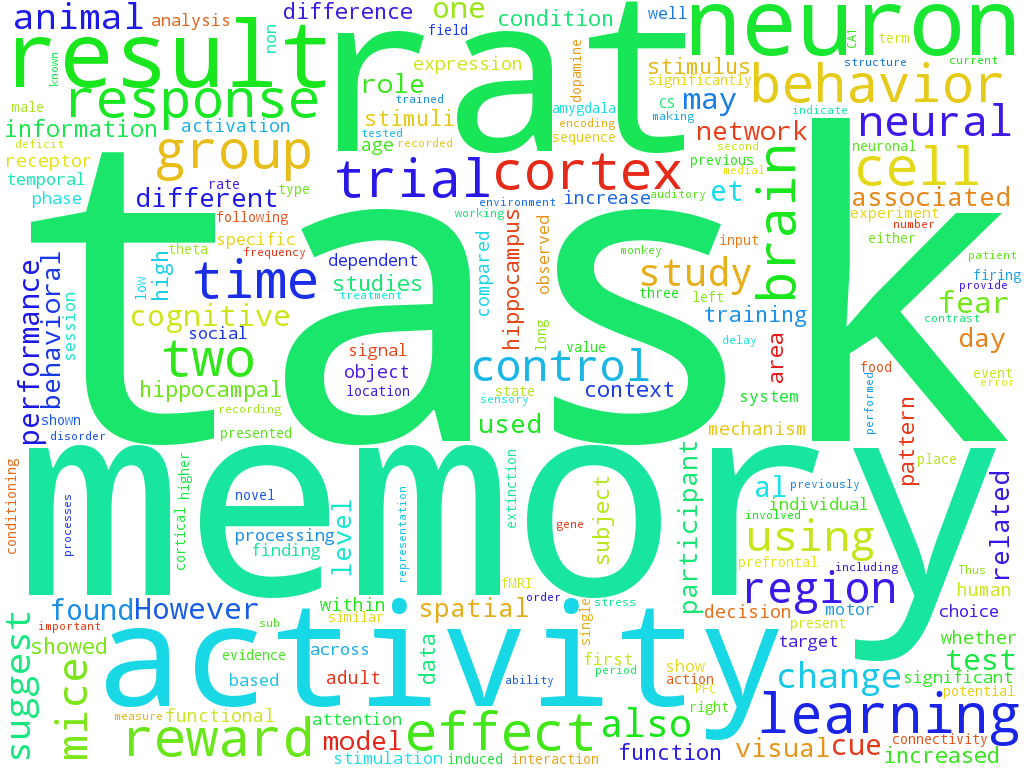 animal
analysis
difference
one
condition
well
neuron
result
rat
known
non
field
expression
role
trained
response
stimulus
significantly
dopamine
CA1
term
structure
current
behavior
male
information
activation
stimuli
tested
age
recorded
amygdala
encoding
sequence
CS
making
may
indicate
network
neural
deficit
receptor
group
trial
cortex
second
previous
medial
neuronal
cell
temporal
phase
different
rate
type
following
et
environment
increase
auditory
brain
associated
experiment
number
either
task
theta
specific
frequency
working
dependent
compared
hippocampus
observed
monkey
input
patient
firing
provide
performance
behavioral
low
high
time
studies
treatment
study
three
left
training
fear
contrast
session
cognitive
social
long
value
delay
day
two
signal
object
location
control
state
sensory
context
area
food
event
error
hippocampal
recording
presented
used
system
performed
pattern
shown
disorder
mechanism
place
memory
conditioning
processes
cortical
higher
novel
processing
finding
level
representation
extinction
gene
subject
participant
al
previously
individual
involved
using
related
prefrontal
including
fMRI
order
stress
region
Thus
human
suggest
found
However
within
similar
spatial
single
decision
motor
choice
important
showed
sub
activity
present
target
whether
mice
evidence
based
across
adult
data
ability
first
period
show
action
PFC
right
change
test
significant
potential
measure
functional
attention
effect
also
learning
reward
model
stimulation
induced
interaction
function
visual
cue
connectivity
increased